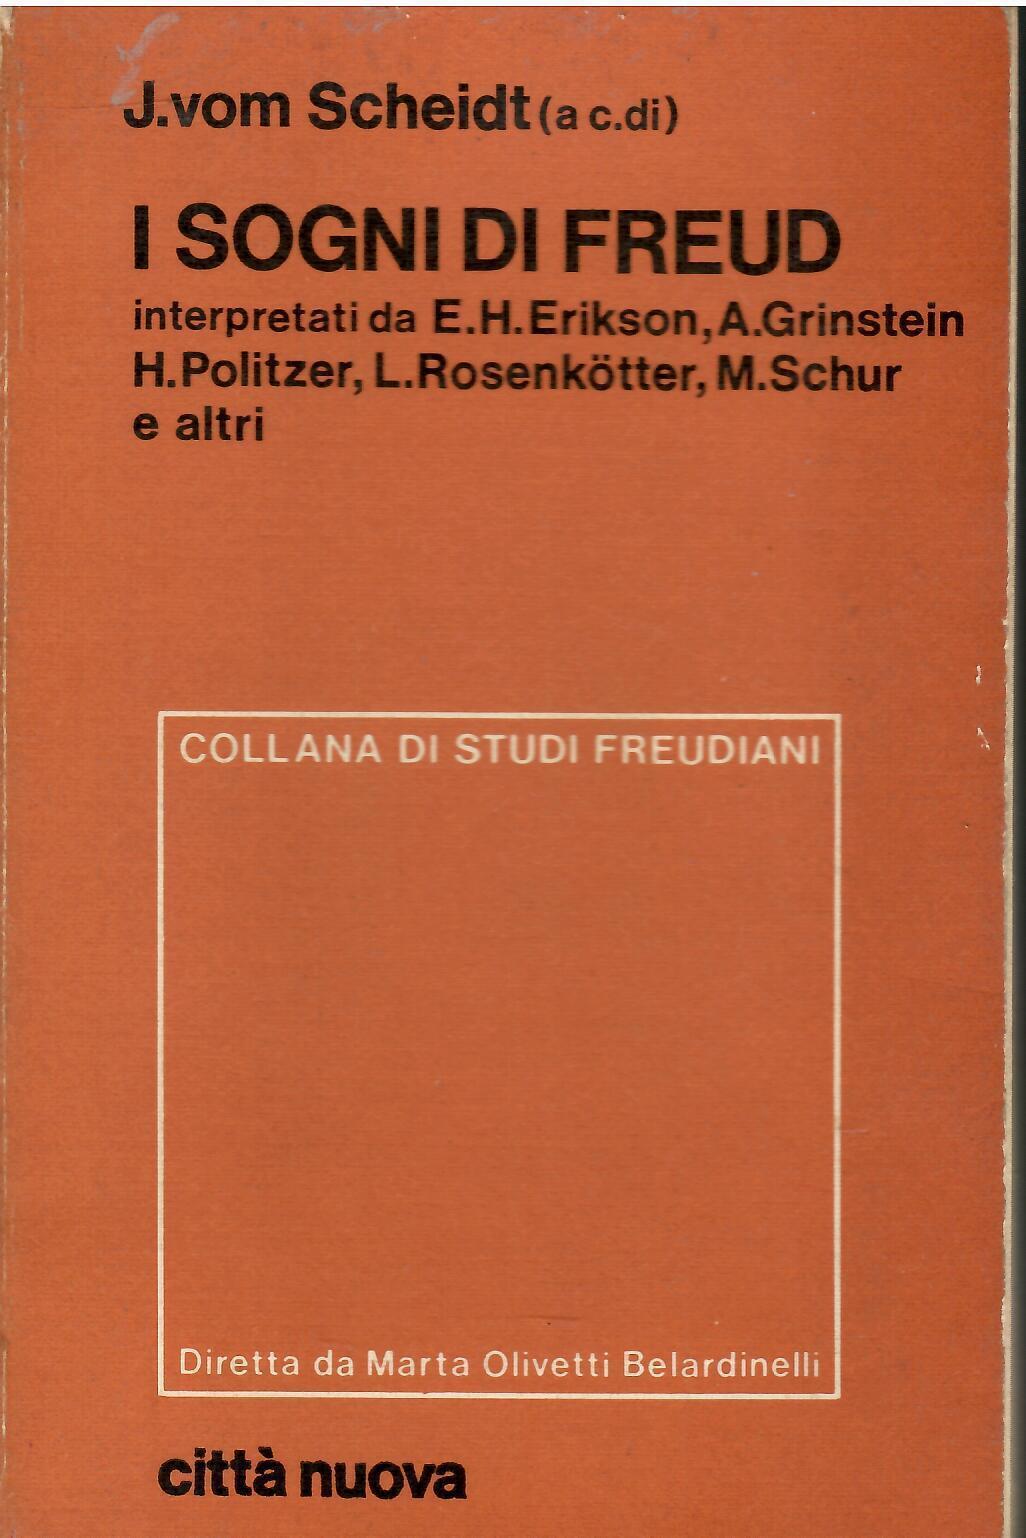 J.vom Scheidt (a c.di)
I SOGNI DI FREUD
interpretati da E.H.Erikson, A.Grinstein
H.Politzer, L.Rosenkötter, M.Schur
e altri
COLLANA DI STUDI FREUDIANI
Diretta da Marta Olivetti Belardinelli
città nuova